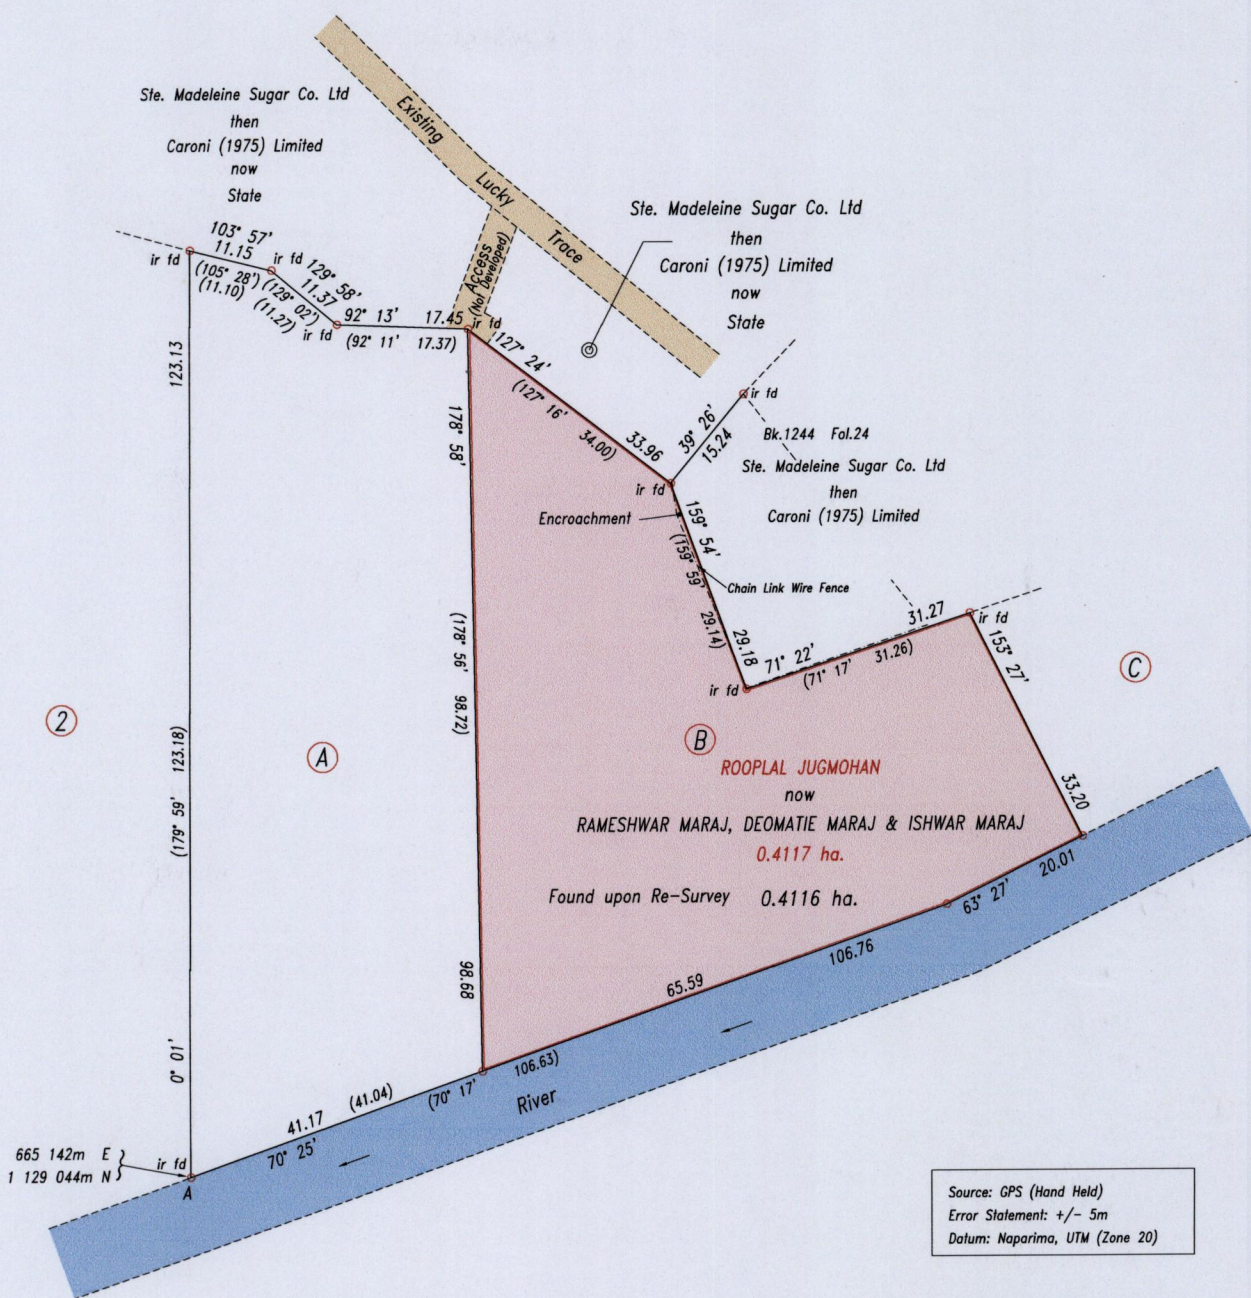 Existing Lucky Trace
Ste. Madeleine Sugar Co. Ltd
then
Caroni (1975) Limited
now
State
Access
(Not Developed)
Ste. Madeleine Sugar Co. Ltd
then
Caroni (1975) Limited
now
State
103° 57'
11.15
ir fd
(105° 28')
(11.10)
ir fd
129° 58'
11.37
(129° 02')
(11.27)
ir fd
92° 13' 17.45
(92° 11' 17.37)
ir fd
127° 24' 33.96
(127° 16' 34.00)
39° 26'
15.24
ir fd
Bk.1244 Fol.24
Ste. Madeleine Sugar Co. Ltd
then
Caroni (1975) Limited
ir fd
Encroachment
159° 54' 29.18
(159° 59' 29.14)
Chain Link Wire Fence
ir fd
71° 22' 31.27
(71° 17' 31.26)
ir fd
153° 27' 33.20
C
2
A
B
123.13
0° 01'
(179° 59' 123.18)
178° 58' 98.68
(178° 56' 98.72)
ROOPLAL JUGMOHAN
now
RAMESHWAR MARAJ, DEOMATIE MARAJ & ISHWAR MARAJ
0.4117 ha.
Found upon Re-Survey 0.4116 ha.
63° 27' 20.01
65.59
106.76
(70° 17' 106.63)
41.17 (41.04)
70° 25'
River
665 142m E
1 129 044m N
ir fd
A
Source: GPS (Hand Held)
Error Statement: +/- 5m
Datum: Naparima, UTM (Zone 20)